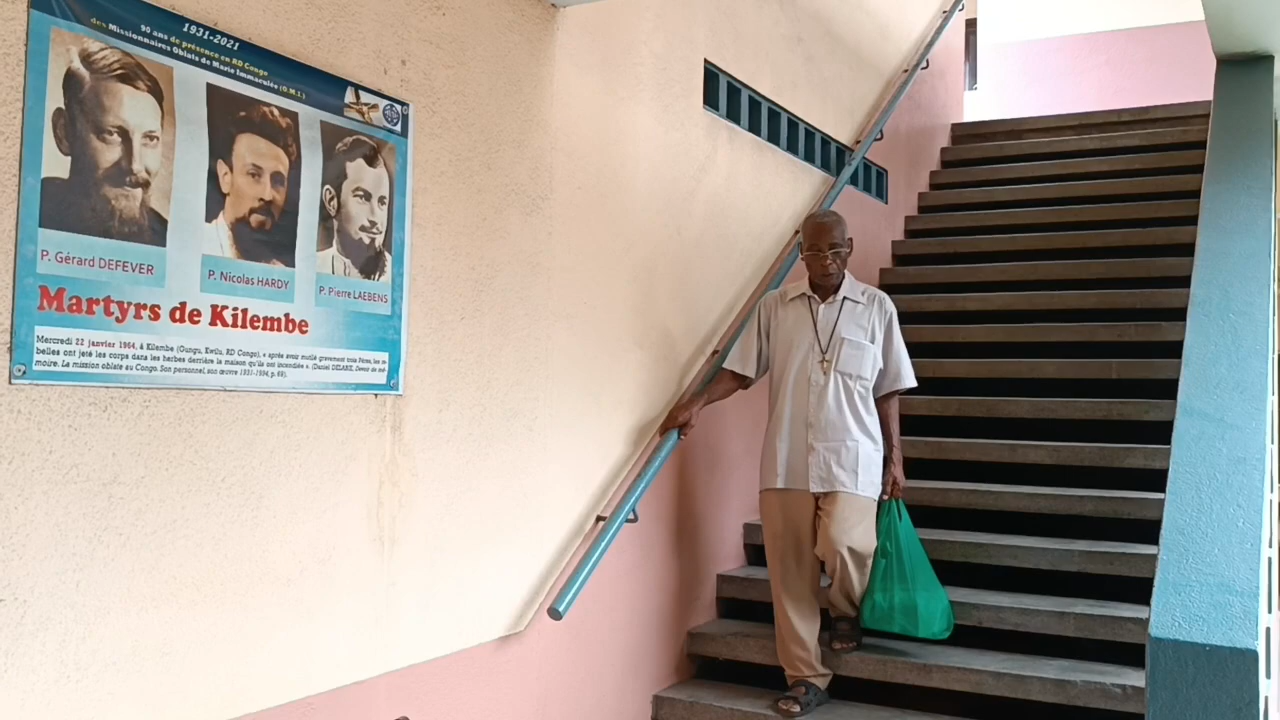 1931-2021
90 ans de présence en RD Congo
des Missionnaires Oblats de Marie Immaculée (O.M.I.)
P. Gérard DEFEVER
P. Nicolas HARDY
P. Pierre LAEBENS
Martyrs de Kilembe
Mercredi 22 janvier 1964, à Kilembe (Gungu, Kwilu, RD Congo), « après avoir mutilé gravement trois Pères, les re-
belles ont jeté les corps dans les herbes derrière la maison qu'ils ont incendiée ». (Daniel DELABIE, Devoir de mé-
moire. La mission oblate au Congo. Son personnel, son œuvre 1931-1994, p. 69).